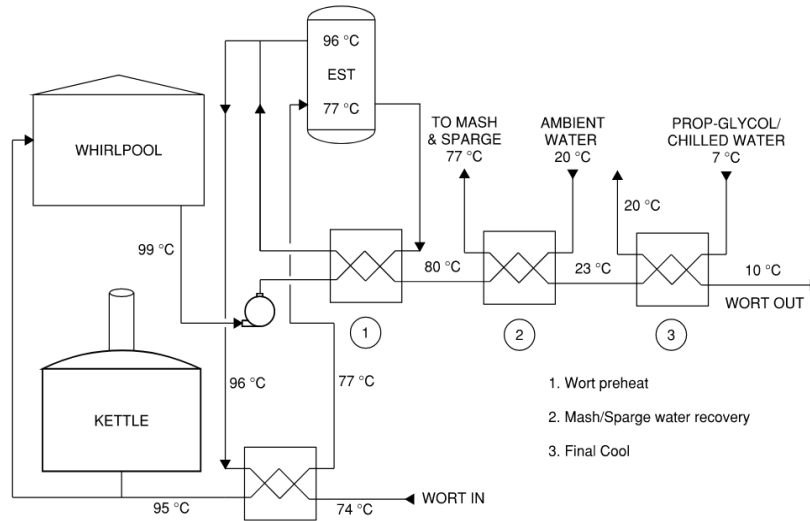 96 °C
EST
77 °C
WHIRLPOOL
TO MASH
& SPARGE
77 °C
AMBIENT
WATER
20 °C
PROP-GLYCOL/
CHILLED WATER
7 °C
20 °C
99 °C
80 °C
23 °C
10 °C
WORT OUT
1
2
3
96 °C
77 °C
KETTLE
1. Wort preheat
2. Mash/Sparge water recovery
3. Final Cool
95 °C
74 °C
WORT IN